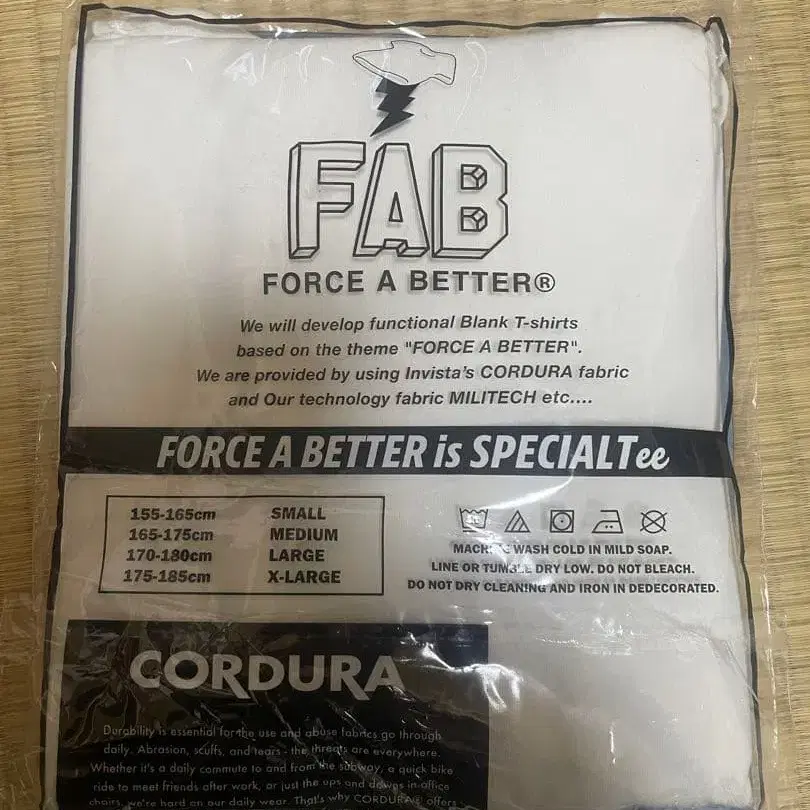 FAB
FORCE A BETTER®
We will develop functional Blank T-shirts
based on the theme "FORCE A BETTER".
We are provided by using Invista's CORDURA fabric
and Our technology fabric MILITECH etc....
FORCE A BETTER is SPECIALTee
155-165cm SMALL
165-175cm MEDIUM
170-180cm LARGE
175-185cm X-LARGE
WASH COLD IN MILD SOAP.
LINE OR TUMBLE DRY LOW. DO NOT BLEACH.
DO NOT DRY CLEANING AND IRON IN DEDECORATED.
CORDURA
Durability is essential for the use and abuse fabrics go through
daily. Abrasion, scuffs, and tears - the threats are everywhere.
Whether it's a daily commute to and from the subway, a quick bike
ride to meet friends after work, or just the ups and downs in-office
chairs, we're hard on our daily wear. That's why CORDURA® offers